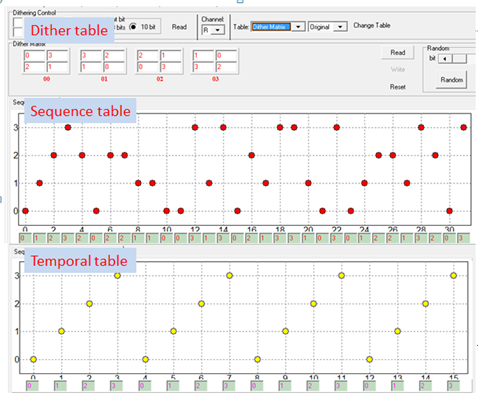 Dithering Control
Dither table
bit
bits
10 bit
Read
Channel:
R
Table:
Dither Matrix
Original
Change Table
Dither Matrix
0 3 3 2 2 1 1 0
2 1 1 0 0 3 3 2
00 01 02 03
Read
Write
Reset
Random
bit
Random
Sequence table
3
2
1
0
0 2 4 6 8 10 12 14 16 18 20 22 24 26 28 30
0 1 2 3 2 0 2 2 1 1 0 0 3 1 3 0 2 1 3 3 1 0 3 0 1 2 2 1 3 2 0 3
Temporal table
3
2
1
0
0 1 2 3 4 5 6 7 8 9 10 11 12 13 14 15
0 1 2 3 0 1 2 3 0 1 2 3 0 1 2 3